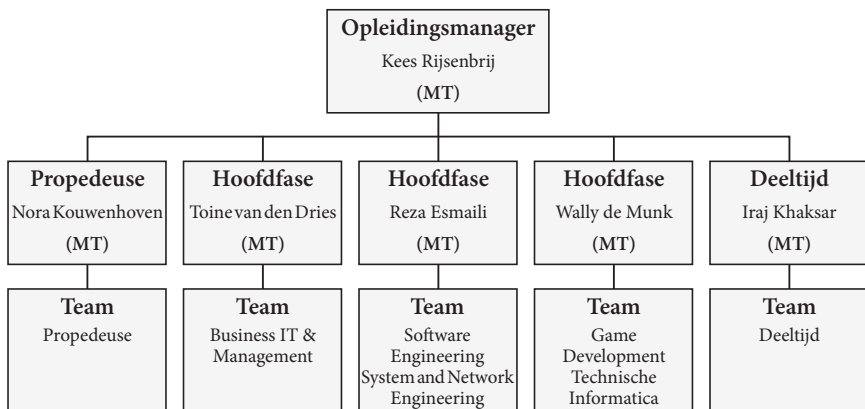 Opleidingsmanager
Kees Rijsenbrij
(MT)
Propedeuse
Nora Kouwenhoven
(MT)
Hoofdfase
Toine van den Dries
(MT)
Hoofdfase
Reza Esmaili
(MT)
Hoofdfase
Wally de Munk
(MT)
Deeltijd
Iraj Khaksar
(MT)
Team
Propedeuse
Team
Business IT &
Management
Team
Software
Engineering
System and Network
Engineering
Team
Game
Development
Technische
Informatica
Team
Deeltijd